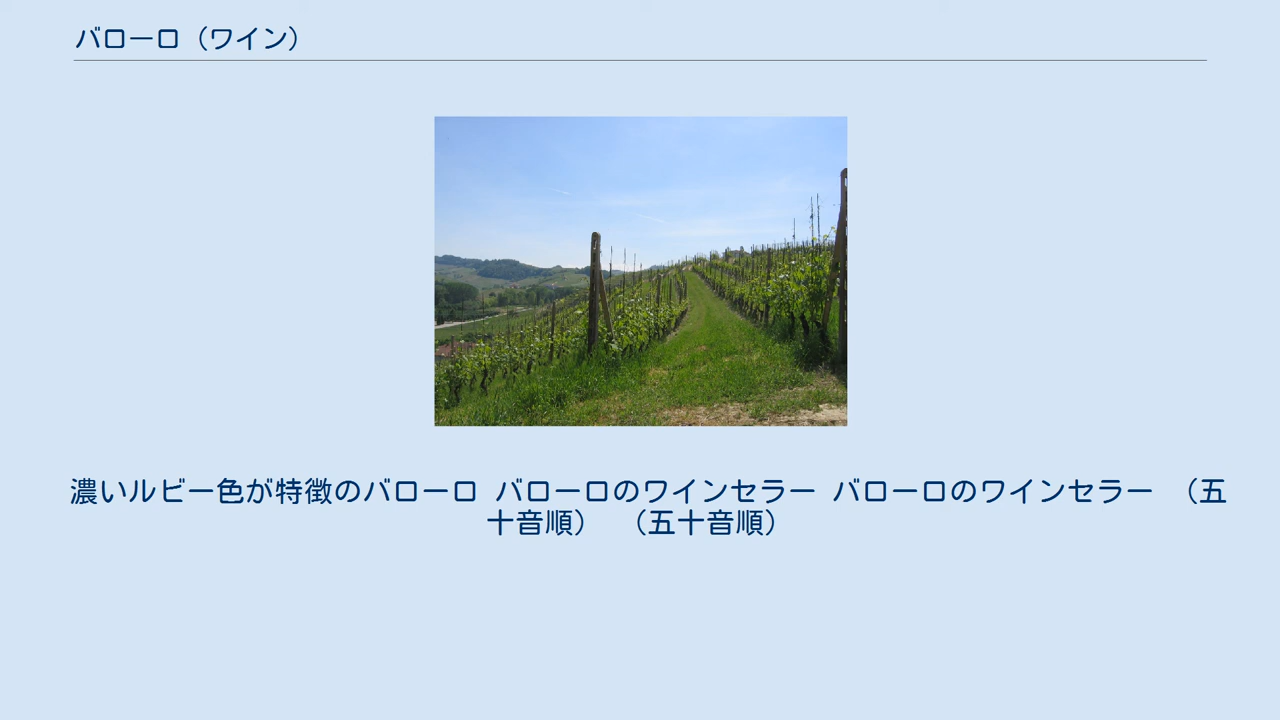 バローロ（ワイン）
濃いルビー色が特徴のバローロ バローロのワインセラー バローロのワインセラー （五
十音順） （五十音順）